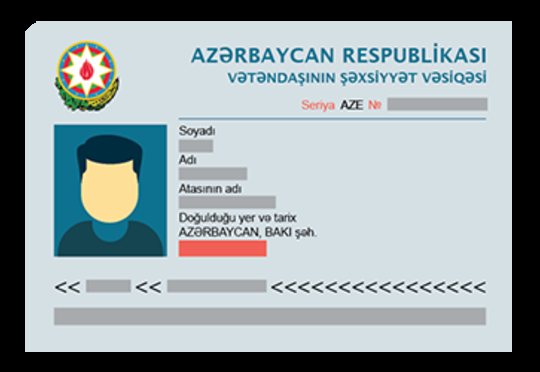 AZƏRBAYCAN RESPUBLİKASI
VƏTƏNDAŞININ ŞƏXSİYYƏT VƏSİQƏSİ
Seriya AZE №
Soyadı
Adı
Atasının adı
Doğulduğu yer və tarix
AZƏRBAYCAN, BAKI şəh.
<< << <<<<<<<<<<<<<<<<